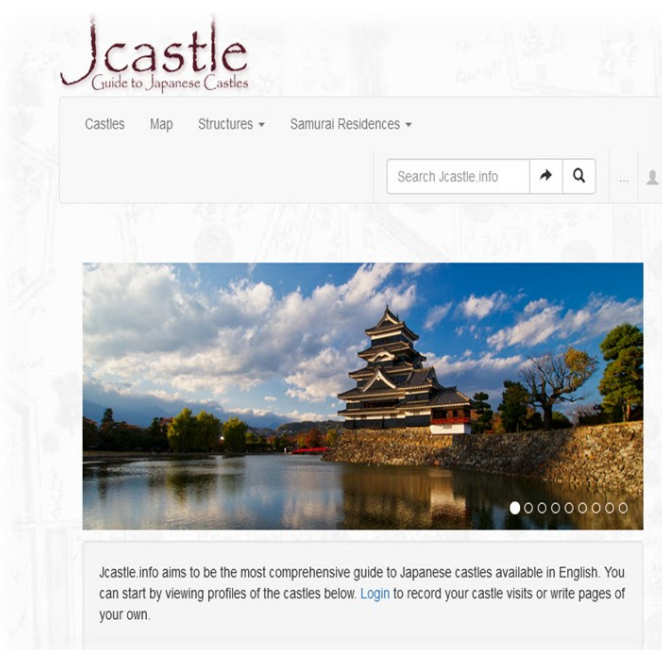 Jcastle
Guide to Japanese Castles
Castles Map Structures Samurai Residences
Search Jcastle.info
...
Jcastle.info aims to be the most comprehensive guide to Japanese castles available in English. You
can start by viewing profiles of the castles below. Login to record your castle visits or write pages of
your own.